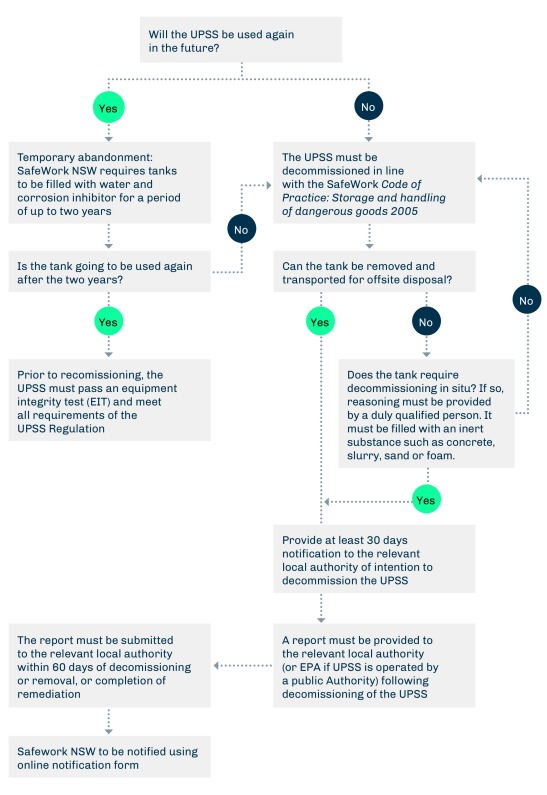 Will the UPSS be used again
in the future?
Yes
No
Temporary abandonment:
SafeWork NSW requires tanks
to be filled with water and
corrosion inhibitor for a period
of up to two years
The UPSS must be
decommissioned in line
with the SafeWork Code of
Practice: Storage and handling
of dangerous goods 2005
No
Is the tank going to be used again
after the two years?
Can the tank be removed and
transported for offsite disposal?
No
Yes
Yes
No
Prior to recomissioning, the
UPSS must pass an equipment
integrity test (EIT) and meet
all requirements of the
UPSS Regulation
Does the tank require
decommissioning in situ? If so,
reasoning must be provided
by a duly qualified person. It
must be filled with an inert
substance such as concrete,
slurry, sand or foam.
Yes
Provide at least 30 days
notification to the relevant
local authority of intention to
decommission the UPSS
The report must be submitted
to the relevant local authority
within 60 days of decomissioning
or removal, or completion of
remediation
A report must be provided to
the relevant local authority
(or EPA if UPSS is operated by
a public Authority) following
decomissioning of the UPSS
Safework NSW to be notified using
online notification form